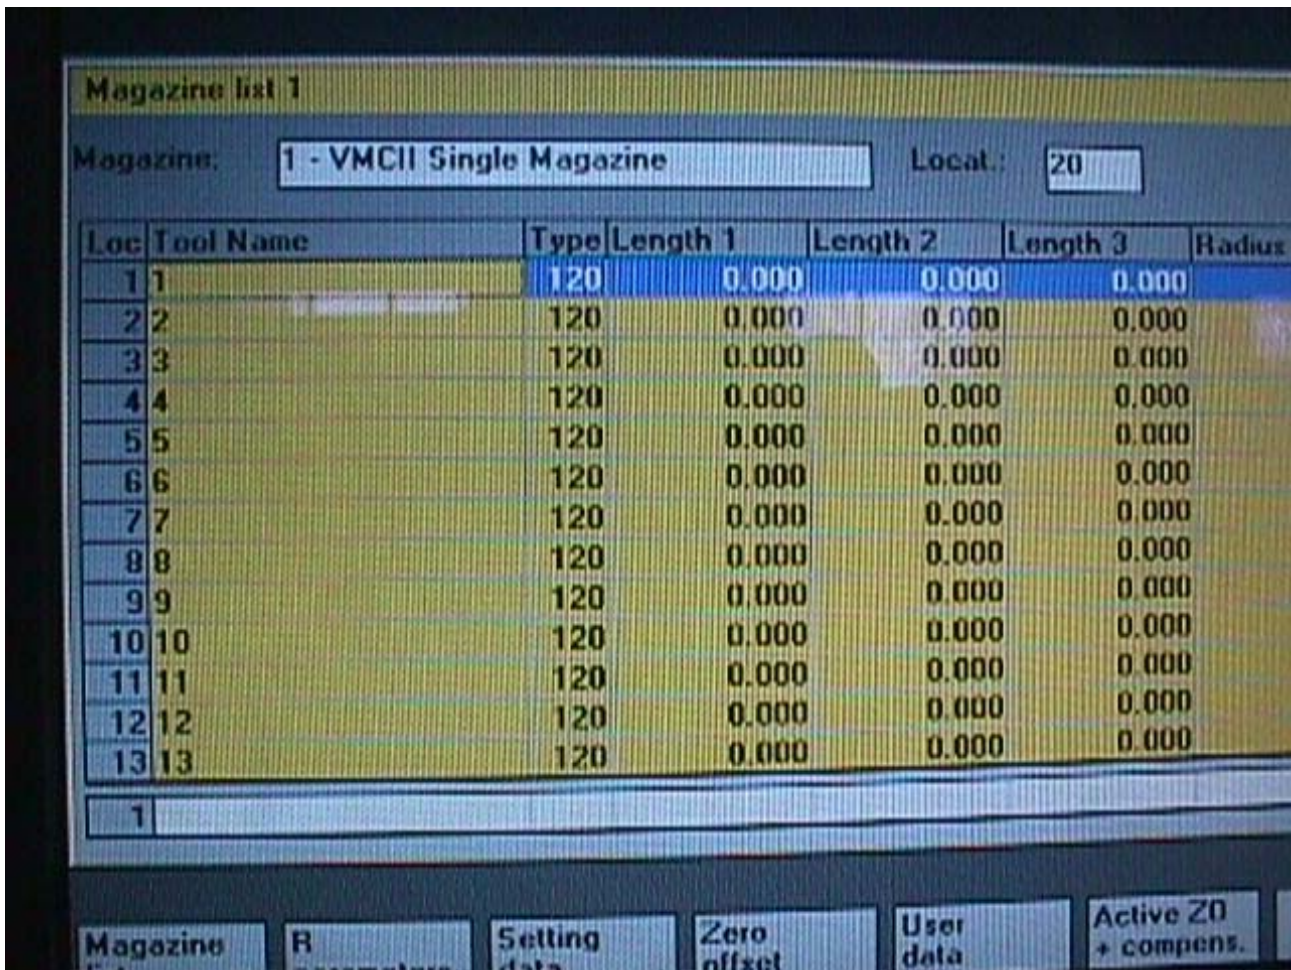 Magazine list 1
Magazine: 1 - VMCII Single Magazine Locat.: 20
Loc Tool Name Type Length 1 Length 2 Length 3 Radius
1 1 120 0.000 0.000 0.000
2 2 120 0.000 0.000 0.000
3 3 120 0.000 0.000 0.000
4 4 120 0.000 0.000 0.000
5 5 120 0.000 0.000 0.000
6 6 120 0.000 0.000 0.000
7 7 120 0.000 0.000 0.000
8 8 120 0.000 0.000 0.000
9 9 120 0.000 0.000 0.000
10 10 120 0.000 0.000 0.000
11 11 120 0.000 0.000 0.000
12 12 120 0.000 0.000 0.000
13 13 120 0.000 0.000 0.000
1
Magazine R Setting Zero User Active ZO
data offset data + compens.